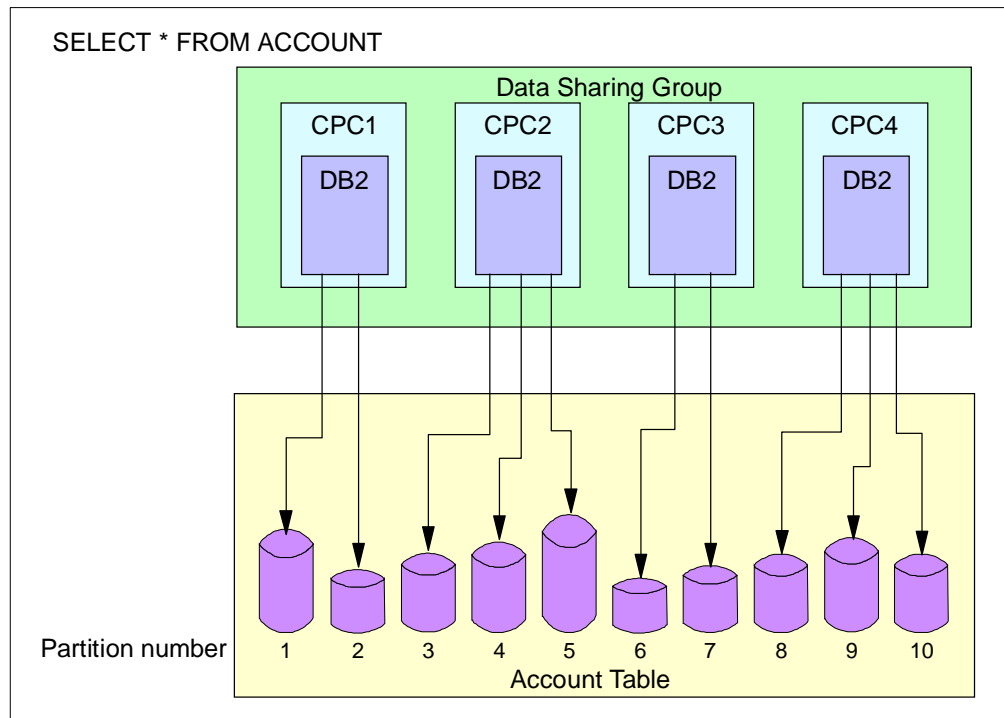 SELECT * FROM ACCOUNT
Data Sharing Group
CPC1 CPC2 CPC3 CPC4
DB2 DB2 DB2 DB2
Partition number 1 2 3 4 5 6 7 8 9 10
Account Table